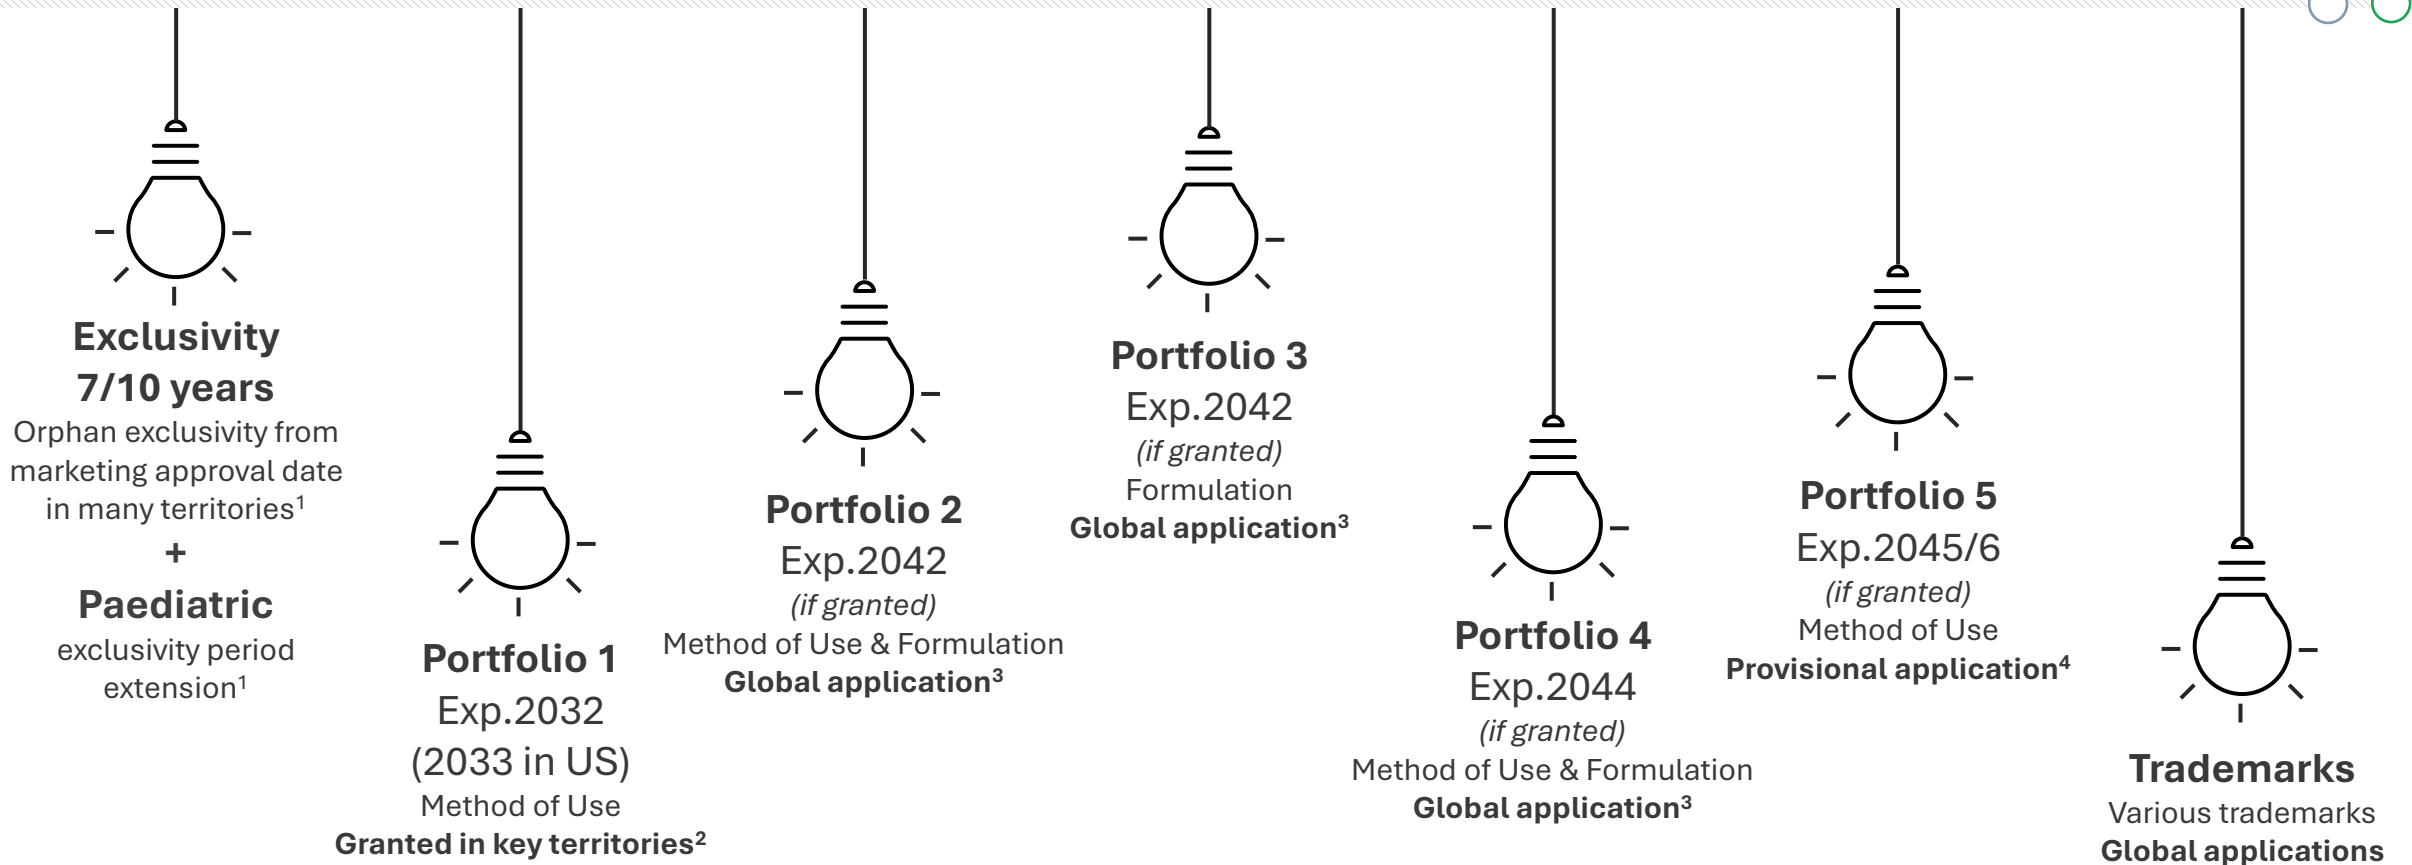 Exclusivity
7/10 years
Orphan exclusivity from
marketing approval date
in many territories¹
+
Paediatric
exclusivity period
extension¹
Portfolio 1
Exp.2032
(2033 in US)
Method of Use
Granted in key territories²
Portfolio 2
Exp.2042
(if granted)
Method of Use & Formulation
Global application³
Portfolio 3
Exp.2042
(if granted)
Formulation
Global application³
Portfolio 4
Exp.2044
(if granted)
Method of Use & Formulation
Global application³
Portfolio 5
Exp.2045/6
(if granted)
Method of Use
Provisional application⁴
Trademarks
Various trademarks
Global applications